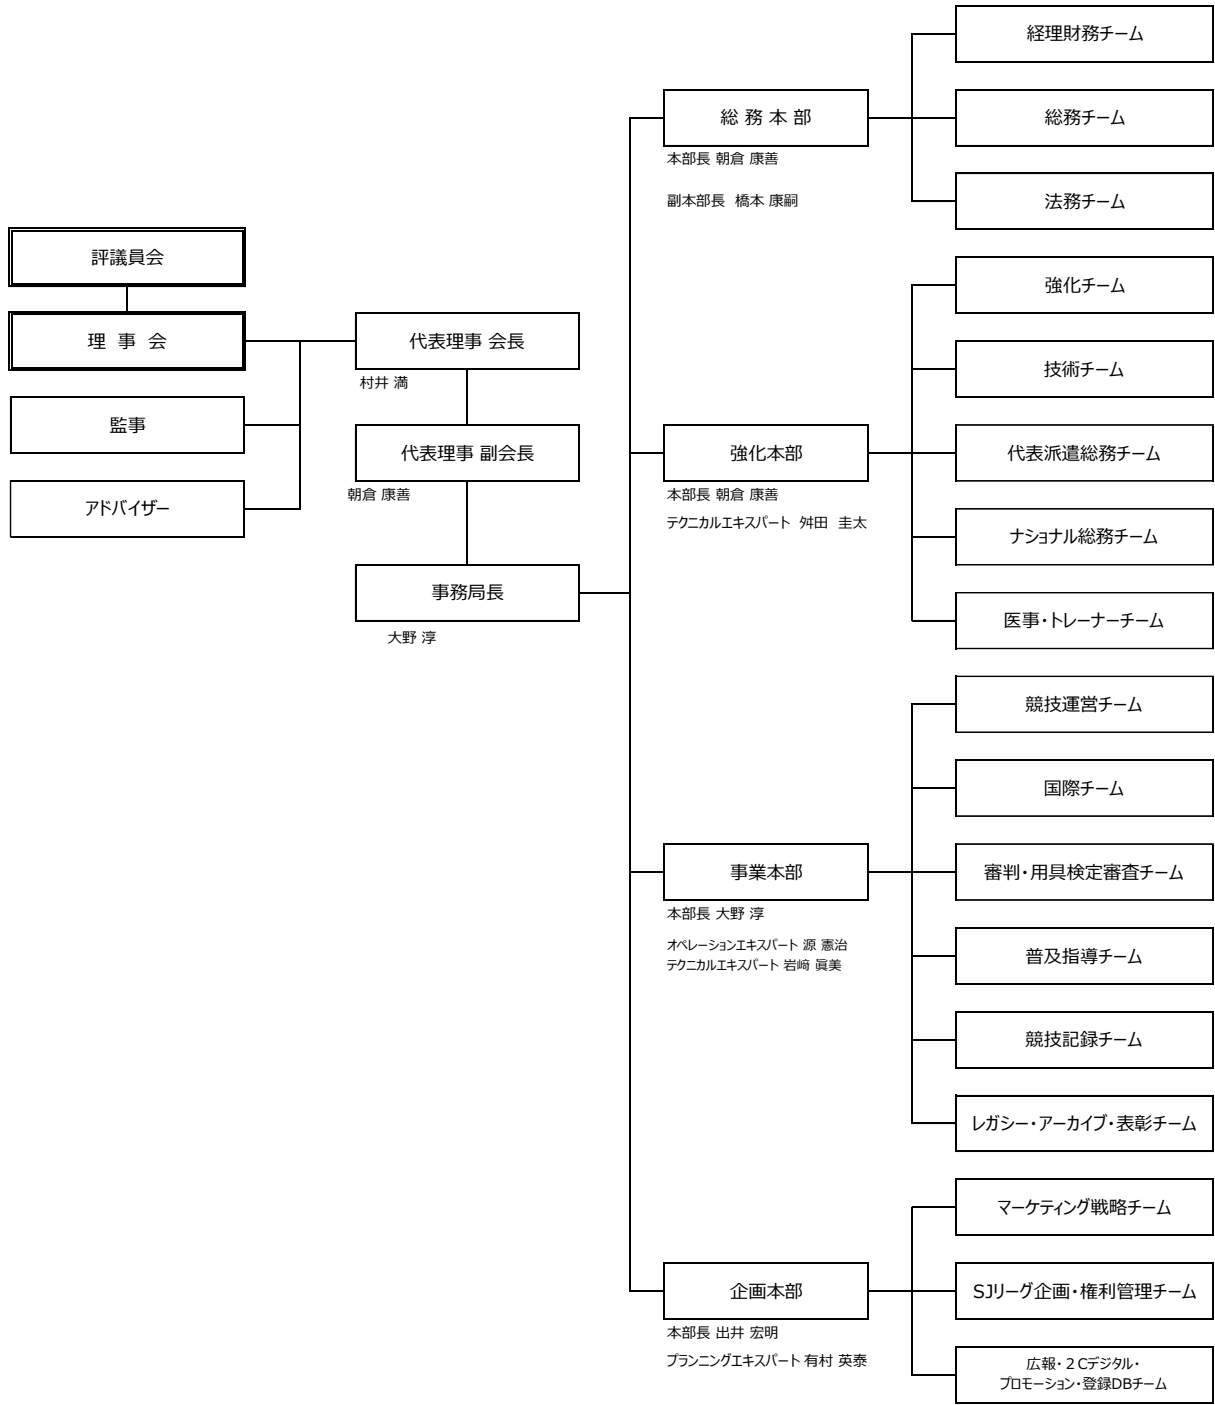 評議員会
理 事 会
監事
アドバイザー
代表理事 会長
村井 満
代表理事 副会長
朝倉 康善
事務局長
大野 淳
総 務 本 部
本部長 朝倉 康善
副本部長 橋本 康嗣
経理財務チーム
総務チーム
法務チーム
強化本部
本部長 朝倉 康善
テクニカルエキスパート 舛田 圭太
強化チーム
技術チーム
代表派遣総務チーム
ナショナル総務チーム
医事・トレーナーチーム
事業本部
本部長 大野 淳
オペレーションエキスパート 源 憲治
テクニカルエキスパート 岩﨑 眞美
競技運営チーム
国際チーム
審判・用具検定審査チーム
普及指導チーム
競技記録チーム
レガシー・アーカイブ・表彰チーム
企画本部
本部長 出井 宏明
プランニングエキスパート 有村 英泰
マーケティング戦略チーム
SJリーグ企画・権利管理チーム
広報・2Cデジタル・
プロモーション・登録DBチーム